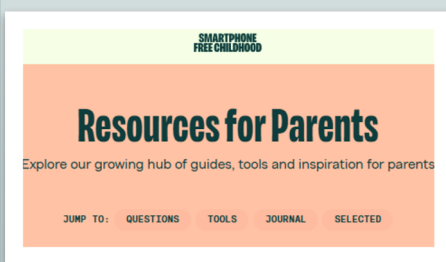 SMARTPHONE
FREE CHILDHOOD
Resources for Parents
Explore our growing hub of guides, tools and inspiration for parents
JUMP TO: QUESTIONS TOOLS JOURNAL SELECTED